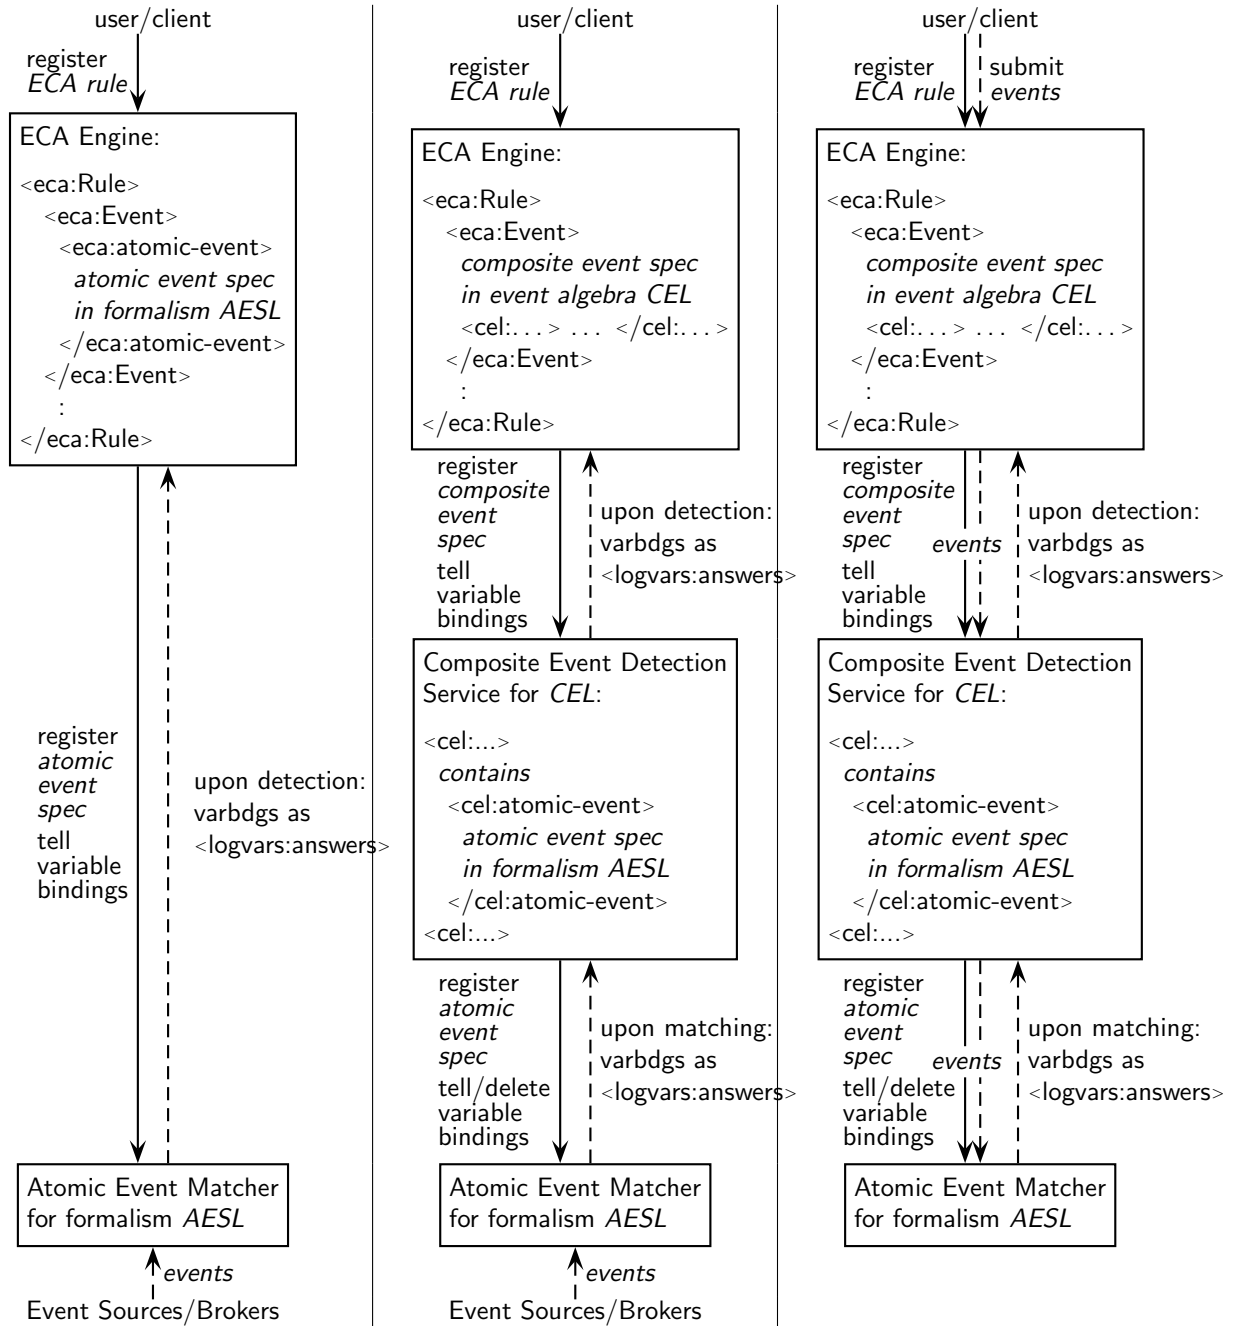 user/client
register
ECA rule
ECA Engine:
<eca:Rule>
<eca:Event>
<eca:atomic-event>
atomic event spec
in formalism AESL
</eca:atomic-event>
</eca:Event>
:
</eca:Rule>
register
atomic
event
spec
tell
variable
bindings
upon detection:
varbdgs as
<logvars:answers>
Atomic Event Matcher
for formalism AESL
events
Event Sources/Brokers
user/client
register
ECA rule
ECA Engine:
<eca:Rule>
<eca:Event>
composite event spec
in event algebra CEL
<cel:. . . > . . . </cel:. . . >
</eca:Event>
:
</eca:Rule>
register
composite
event
spec
tell
variable
bindings
upon detection:
varbdgs as
<logvars:answers>
Composite Event Detection
Service for CEL:
<cel:...>
contains
<cel:atomic-event>
atomic event spec
in formalism AESL
</cel:atomic-event>
<cel:...>
register
atomic
event
spec
tell/delete
variable
bindings
upon matching:
varbdgs as
<logvars:answers>
Atomic Event Matcher
for formalism AESL
events
Event Sources/Brokers
user/client
register
ECA rule
submit
events
ECA Engine:
<eca:Rule>
<eca:Event>
composite event spec
in event algebra CEL
<cel:. . . > . . . </cel:. . . >
</eca:Event>
:
</eca:Rule>
register
composite
event
spec
tell
variable
bindings
events
upon detection:
varbdgs as
<logvars:answers>
Composite Event Detection
Service for CEL:
<cel:...>
contains
<cel:atomic-event>
atomic event spec
in formalism AESL
</cel:atomic-event>
<cel:...>
register
atomic
event
spec
tell/delete
variable
bindings
events
upon matching:
varbdgs as
<logvars:answers>
Atomic Event Matcher
for formalism AESL